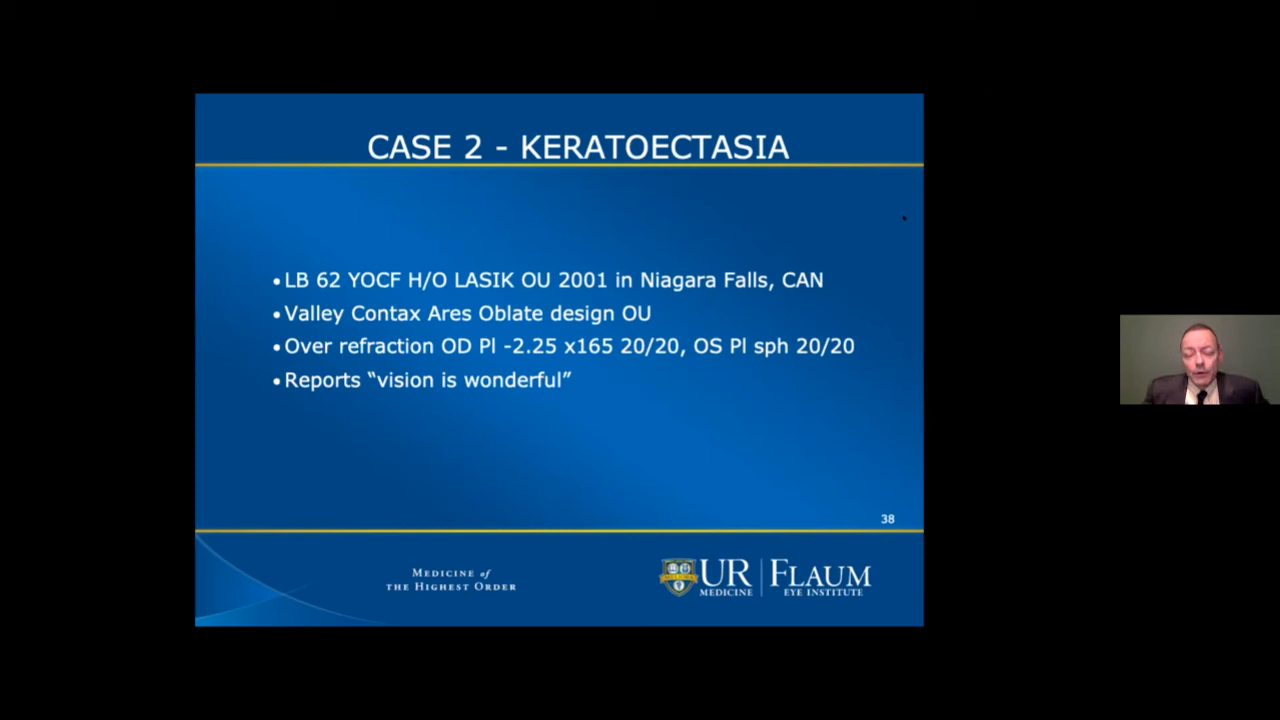 CASE 2 - KERATOECTASIA
•LB 62 YOCF H/O LASIK OU 2001 in Niagara Falls, CAN
•Valley Contax Ares Oblate design OU
•Over refraction OD Pl -2.25 x165 20/20, OS Pl sph 20/20
•Reports “vision is wonderful”
38
MEDICINE of
THE HIGHEST ORDER
UR
MEDICINE
FLAUM
EYE INSTITUTE